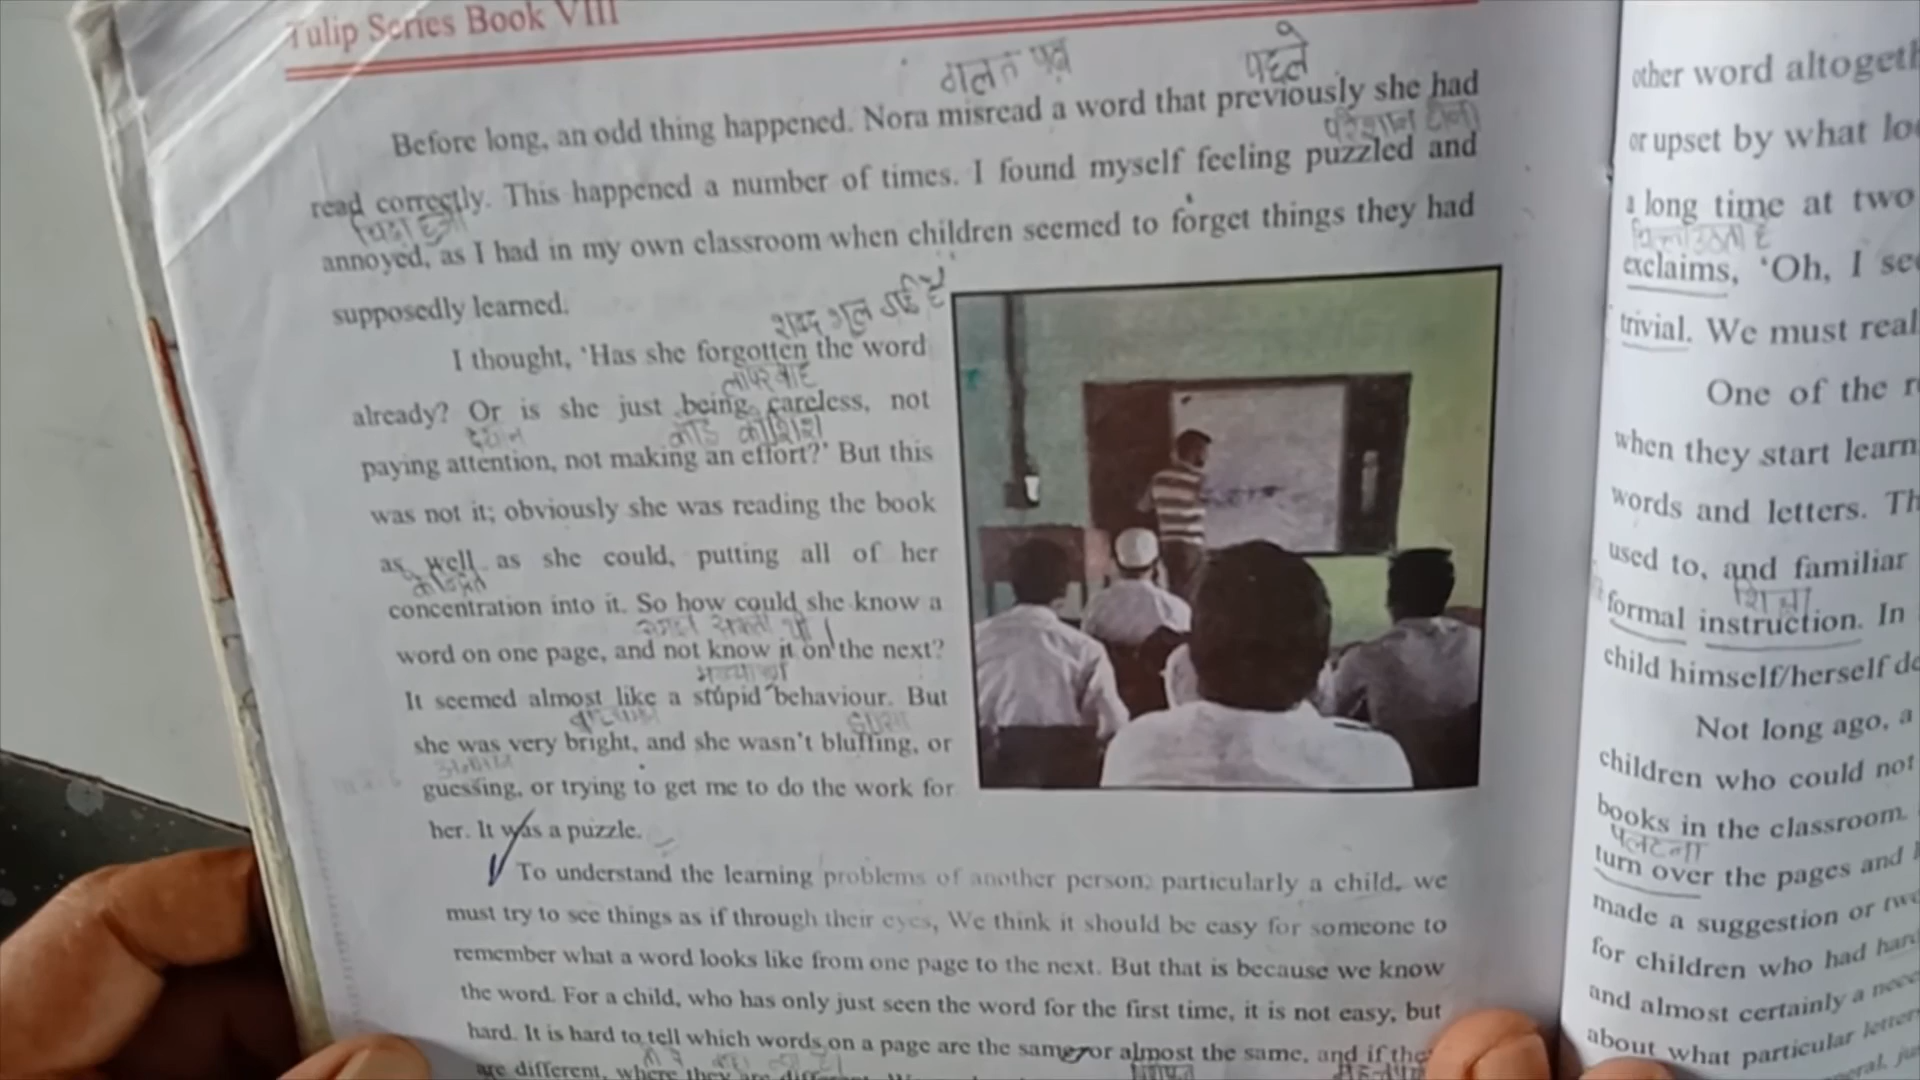 Tulip Series Book VIII
गलत पढ़ पहले
Before long, an odd thing happened. Nora misread a word that previously she had
परेशान होना
read correctly. This happened a number of times. I found myself feeling puzzled and
चिढ़ा हुआ
annoyed, as I had in my own classroom when children seemed to forget things they had
supposedly learned.
शब्द भूल गई है
I thought, 'Has she forgotten the word
लापरवाह
already? Or is she just being careless, not
कोशिश
paying attention, not making an effort?' But this
was not it; obviously she was reading the book
as well as she could, putting all of her
केन्द्रित
concentration into it. So how could she know a
word on one page, and not know it on the next?
It seemed almost like a stupid behaviour. But
she was very bright, and she wasn't bluffing, or
guessing, or trying to get me to do the work for
her. It was a puzzle.
To understand the learning problems of another person, particularly a child, we
must try to see things as if through their eyes, We think it should be easy for someone to
remember what a word looks like from one page to the next. But that is because we know
the word. For a child, who has only just seen the word for the first time, it is not easy, but
hard. It is hard to tell which words on a page are the same, or almost the same, and if they
are different, where they are different.
other word altogeth
or upset by what lo
a long time at two
exclaims, 'Oh, I see
trivial. We must real
One of the r
when they start learn
words and letters. Th
used to, and familiar
शिक्षा
formal instruction. In
child himself/herself de
Not long ago, a
children who could not
books in the classroom.
पलटना
turn over the pages and
made a suggestion or two
for children who had hard
and almost certainly a need
about what particular letter